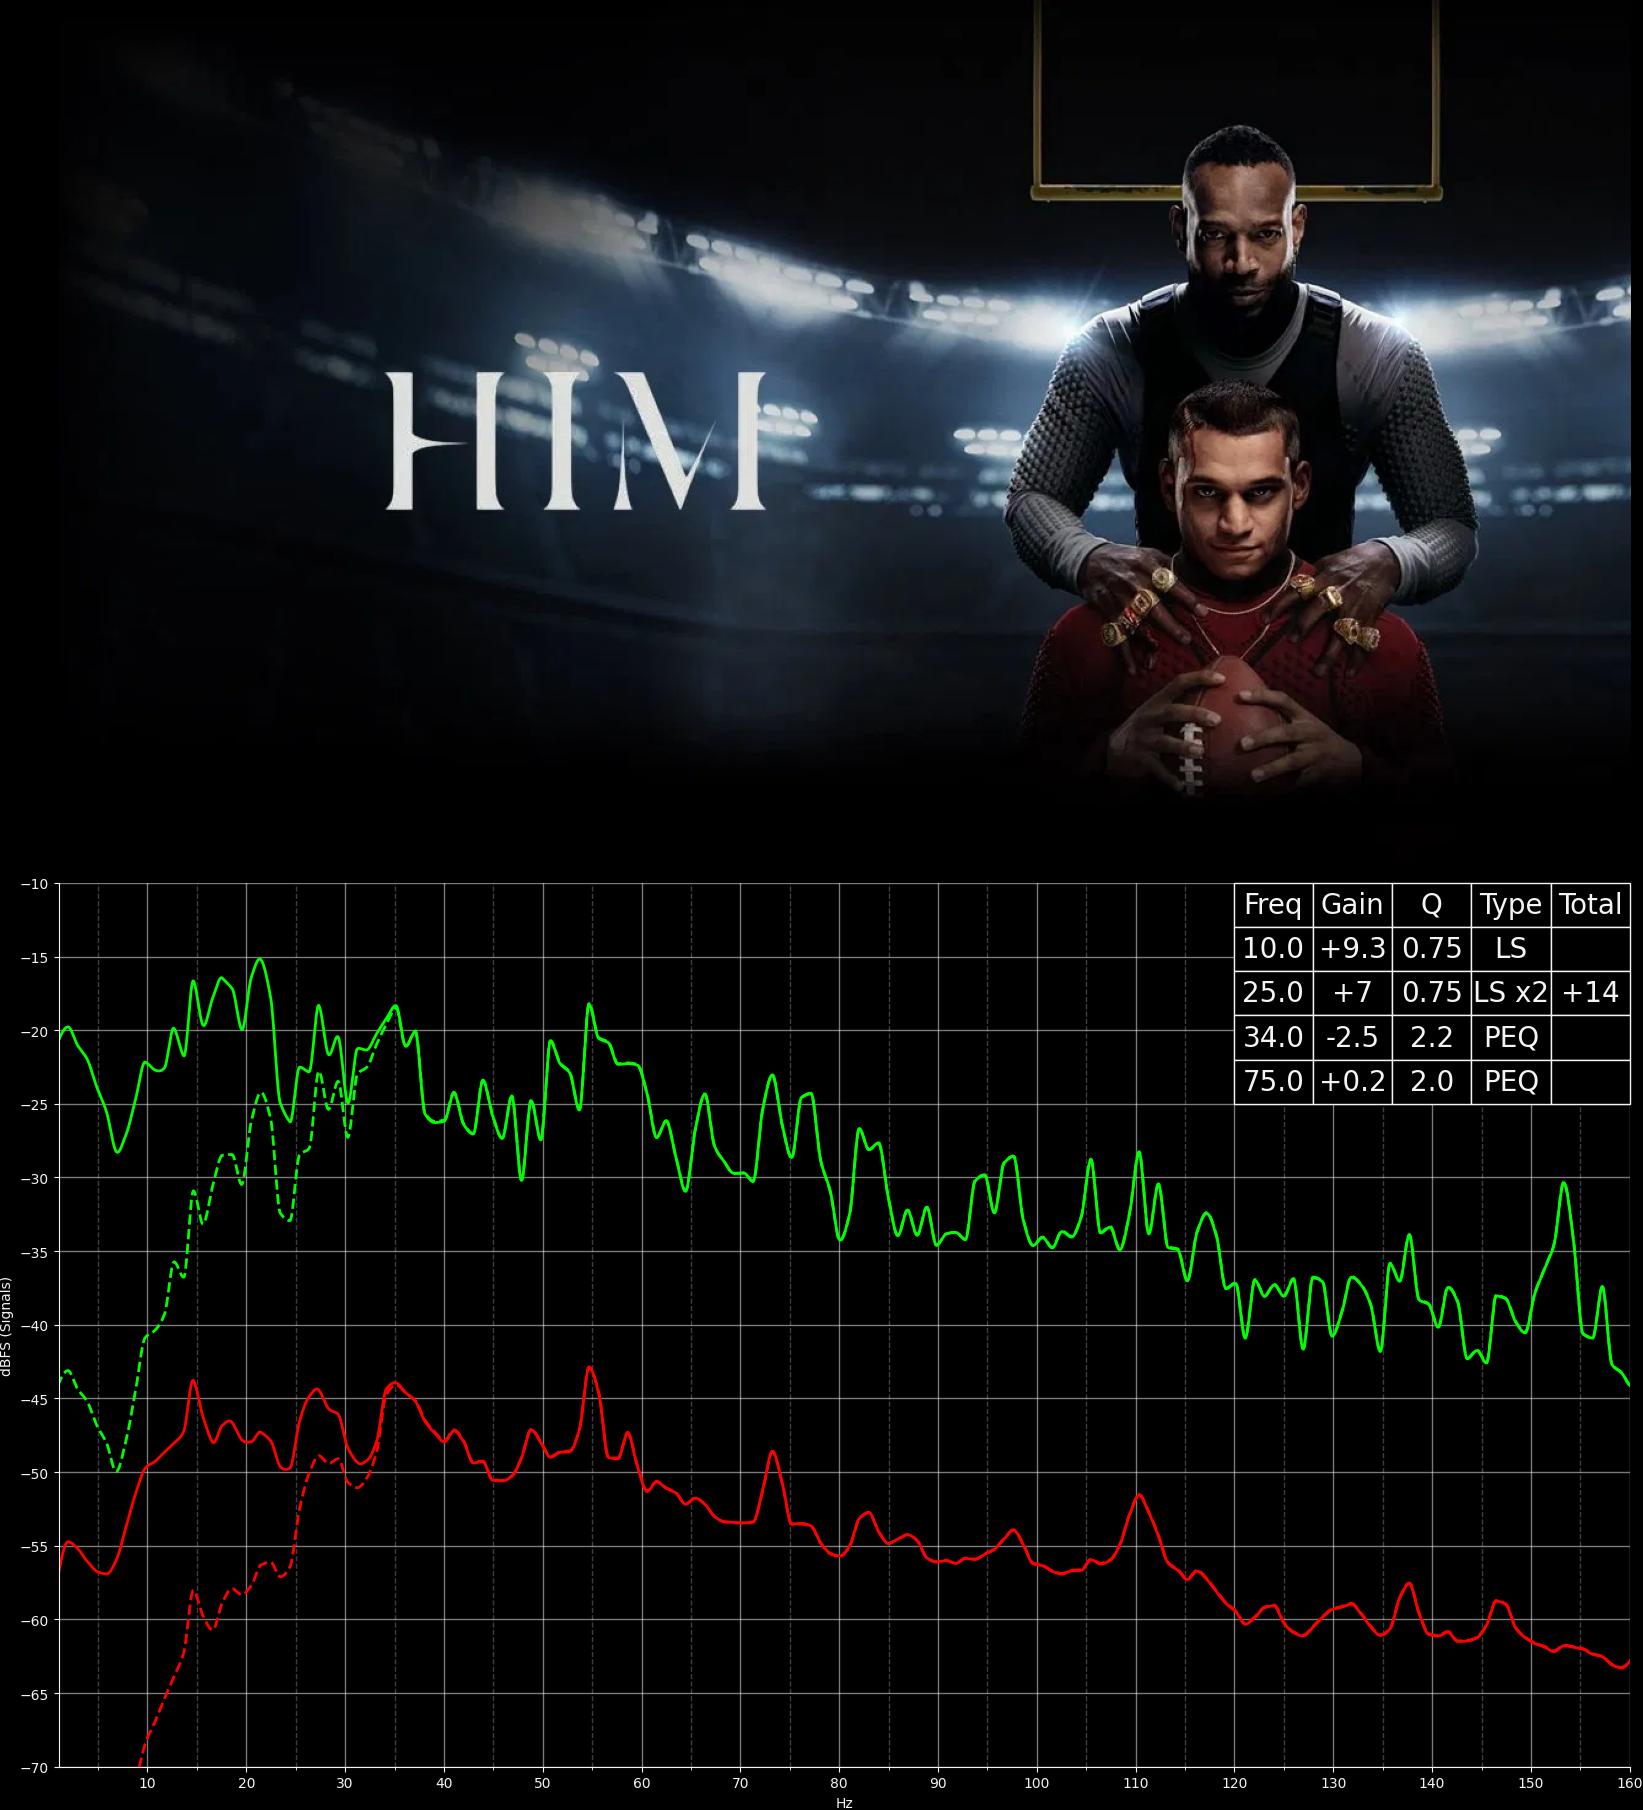 HIM
Freq Gain Q Type Total
10.0 +9.3 0.75 LS
25.0 +7 0.75 LS x2 +14
34.0 -2.5 2.2 PEQ
75.0 +0.2 2.0 PEQ
−10
−15
−20
−25
−30
−35
−40
−45
−50
−55
−60
−65
−70
dBFS (Signals)
10 20 30 40 50 60 70 80 90 100 110 120 130 140 150 160
Hz